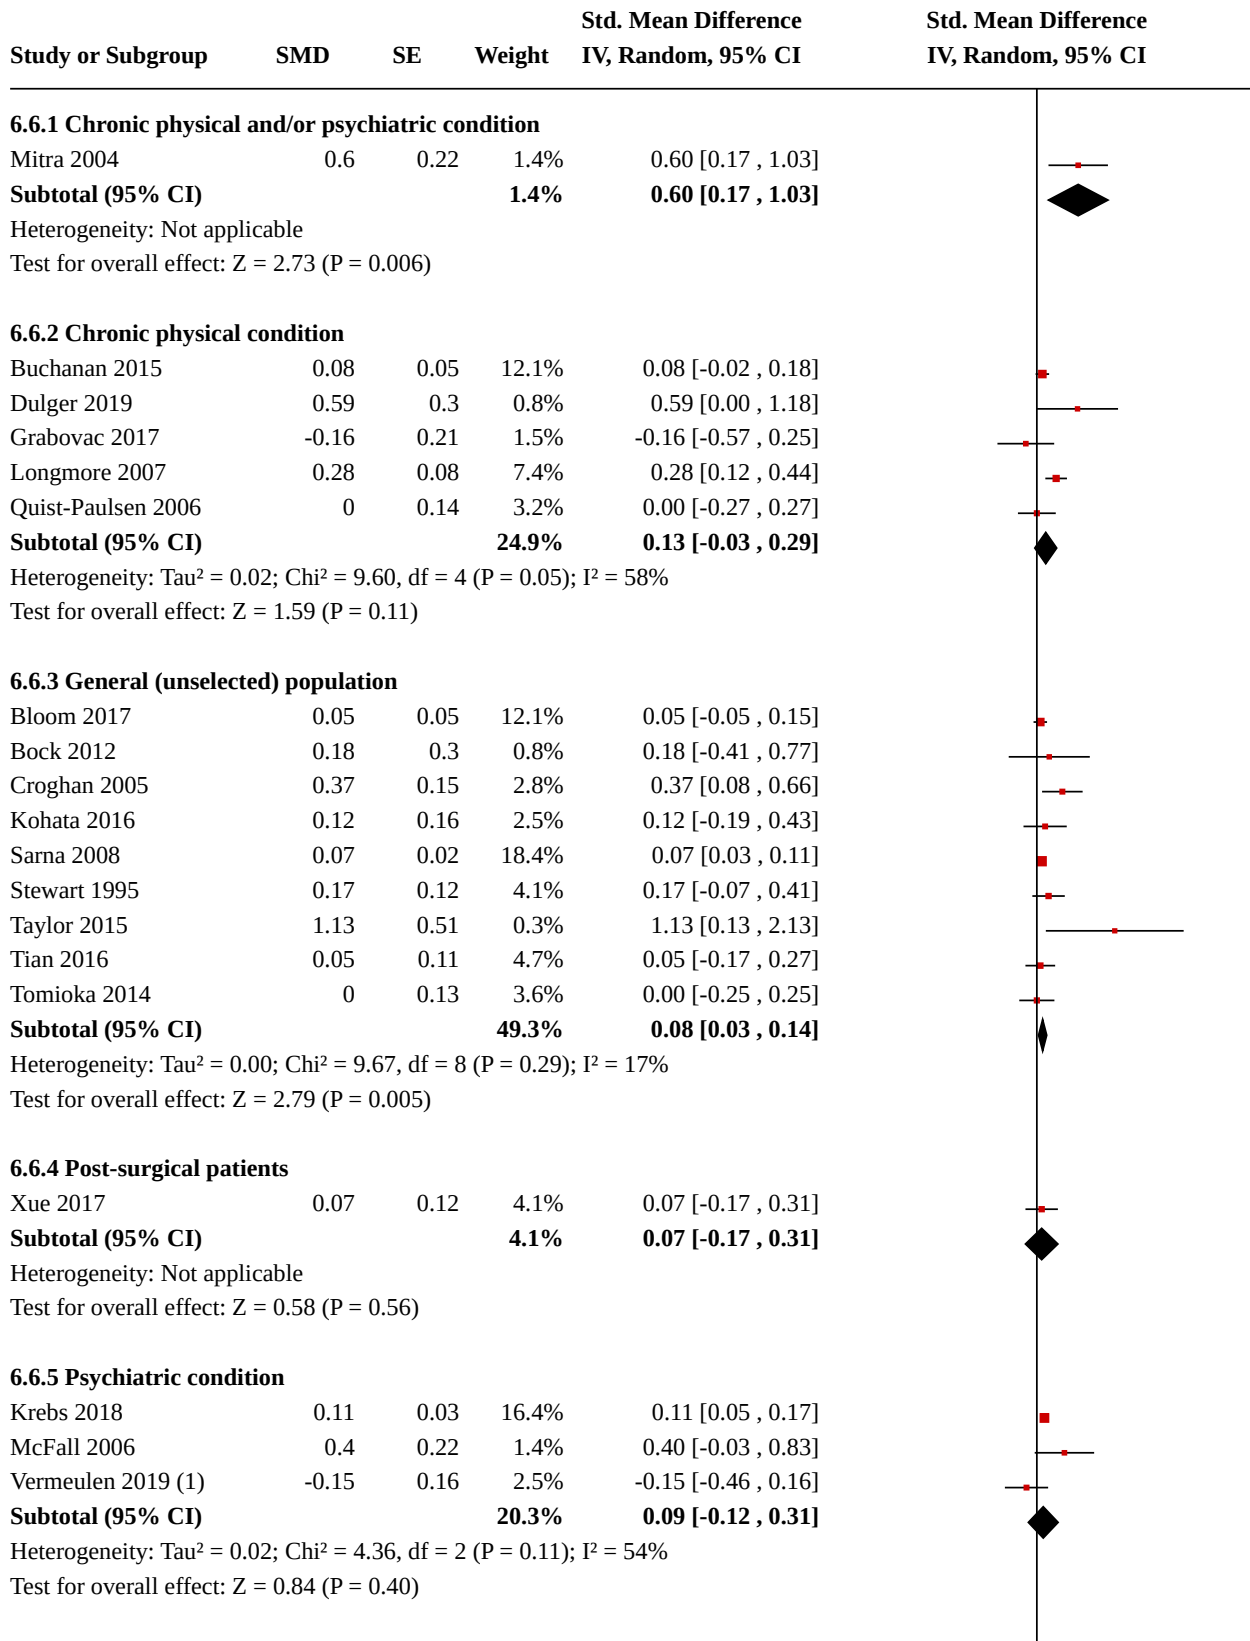 Std. Mean Difference Std. Mean Difference
Study or Subgroup SMD SE Weight IV, Random, 95% CI IV, Random, 95% CI
6.6.1 Chronic physical and/or psychiatric condition
Mitra 2004 0.6 0.22 1.4% 0.60 [0.17 , 1.03]
Subtotal (95% CI) 1.4% 0.60 [0.17 , 1.03]
Heterogeneity: Not applicable
Test for overall effect: Z = 2.73 (P = 0.006)
6.6.2 Chronic physical condition
Buchanan 2015 0.08 0.05 12.1% 0.08 [-0.02 , 0.18]
Dulger 2019 0.59 0.3 0.8% 0.59 [0.00 , 1.18]
Grabovac 2017 -0.16 0.21 1.5% -0.16 [-0.57 , 0.25]
Longmore 2007 0.28 0.08 7.4% 0.28 [0.12 , 0.44]
Quist-Paulsen 2006 0 0.14 3.2% 0.00 [-0.27 , 0.27]
Subtotal (95% CI) 24.9% 0.13 [-0.03 , 0.29]
Heterogeneity: Tau² = 0.02; Chi² = 9.60, df = 4 (P = 0.05); I² = 58%
Test for overall effect: Z = 1.59 (P = 0.11)
6.6.3 General (unselected) population
Bloom 2017 0.05 0.05 12.1% 0.05 [-0.05 , 0.15]
Bock 2012 0.18 0.3 0.8% 0.18 [-0.41 , 0.77]
Croghan 2005 0.37 0.15 2.8% 0.37 [0.08 , 0.66]
Kohata 2016 0.12 0.16 2.5% 0.12 [-0.19 , 0.43]
Sarna 2008 0.07 0.02 18.4% 0.07 [0.03 , 0.11]
Stewart 1995 0.17 0.12 4.1% 0.17 [-0.07 , 0.41]
Taylor 2015 1.13 0.51 0.3% 1.13 [0.13 , 2.13]
Tian 2016 0.05 0.11 4.7% 0.05 [-0.17 , 0.27]
Tomioka 2014 0 0.13 3.6% 0.00 [-0.25 , 0.25]
Subtotal (95% CI) 49.3% 0.08 [0.03 , 0.14]
Heterogeneity: Tau² = 0.00; Chi² = 9.67, df = 8 (P = 0.29); I² = 17%
Test for overall effect: Z = 2.79 (P = 0.005)
6.6.4 Post-surgical patients
Xue 2017 0.07 0.12 4.1% 0.07 [-0.17 , 0.31]
Subtotal (95% CI) 4.1% 0.07 [-0.17 , 0.31]
Heterogeneity: Not applicable
Test for overall effect: Z = 0.58 (P = 0.56)
6.6.5 Psychiatric condition
Krebs 2018 0.11 0.03 16.4% 0.11 [0.05 , 0.17]
McFall 2006 0.4 0.22 1.4% 0.40 [-0.03 , 0.83]
Vermeulen 2019 (1) -0.15 0.16 2.5% -0.15 [-0.46 , 0.16]
Subtotal (95% CI) 20.3% 0.09 [-0.12 , 0.31]
Heterogeneity: Tau² = 0.02; Chi² = 4.36, df = 2 (P = 0.11); I² = 54%
Test for overall effect: Z = 0.84 (P = 0.40)